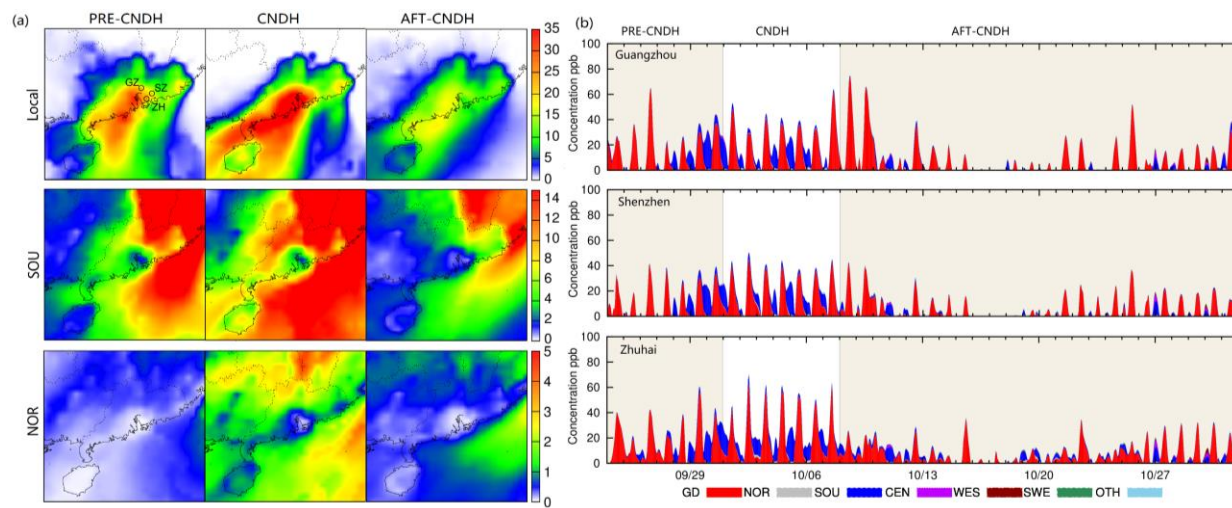 (a)
PRE-CNDH CNDH AFT-CNDH
Local
GZ SZ
ZH
35
30
25
20
15
10
5
0
SOU
14
12
10
8
6
4
2
0
NOR
5
4
3
2
1
0
(b)
PRE-CNDH CNDH AFT-CNDH
Guangzhou
Concentration ppb
100
80
60
40
20
0
Shenzhen
Concentration ppb
100
80
60
40
20
0
Zhuhai
Concentration ppb
100
80
60
40
20
0
09/29 10/06 10/13 10/20 10/27
GD NOR SOU CEN WES SWE OTH